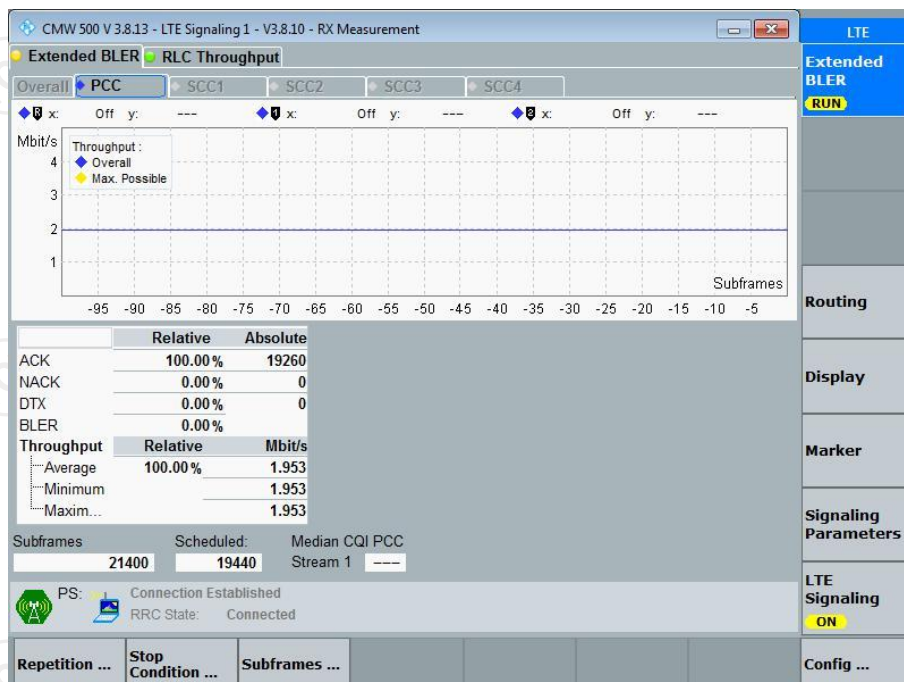 CMW 500 V 3.8.13 - LTE Signaling 1 - V3.8.10 - RX Measurement
LTE
Extended BLER RLC Throughput
Extended
BLER
RUN
Overall PCC SCC1 SCC2 SCC3 SCC4
R x: Off y: --- 1 x: Off y: --- 2 x: Off y: ---
Mbit/s
Throughput :
Overall
Max. Possible
4
3
2
1
Subframes
-95 -90 -85 -80 -75 -70 -65 -60 -55 -50 -45 -40 -35 -30 -25 -20 -15 -10 -5
Routing
Relative Absolute
ACK 100.00 % 19260
NACK 0.00 % 0
DTX 0.00 % 0
BLER 0.00 %
Display
Throughput Relative Mbit/s
Average 100.00 % 1.953
Minimum 1.953
Maxim... 1.953
Marker
Signaling
Parameters
Subframes Scheduled: Median CQI PCC
21400 19440 Stream 1 ---
LTE
Signaling
ON
PS: Connection Established
RRC State: Connected
Repetition ... Stop
Condition ... Subframes ... Config ...